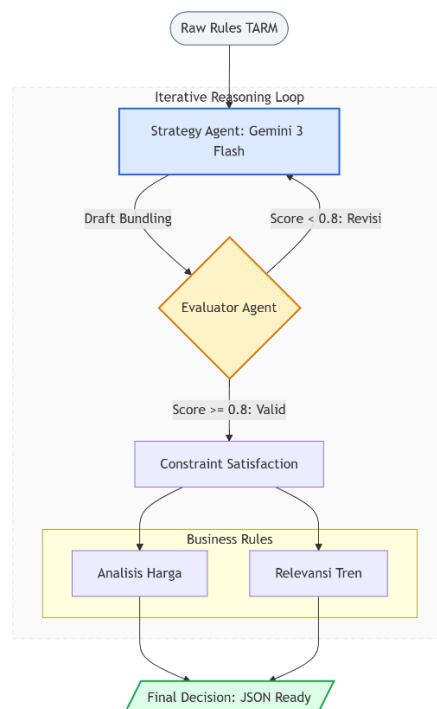 Raw Rules TARM
Iterative Reasoning Loop
Strategy Agent: Gemini 3
Flash
Draft Bundling
Score < 0.8: Revisi
Evaluator Agent
Score >= 0.8: Valid
Constraint Satisfaction
Business Rules
Analisis Harga
Relevansi Tren
Final Decision: JSON Ready